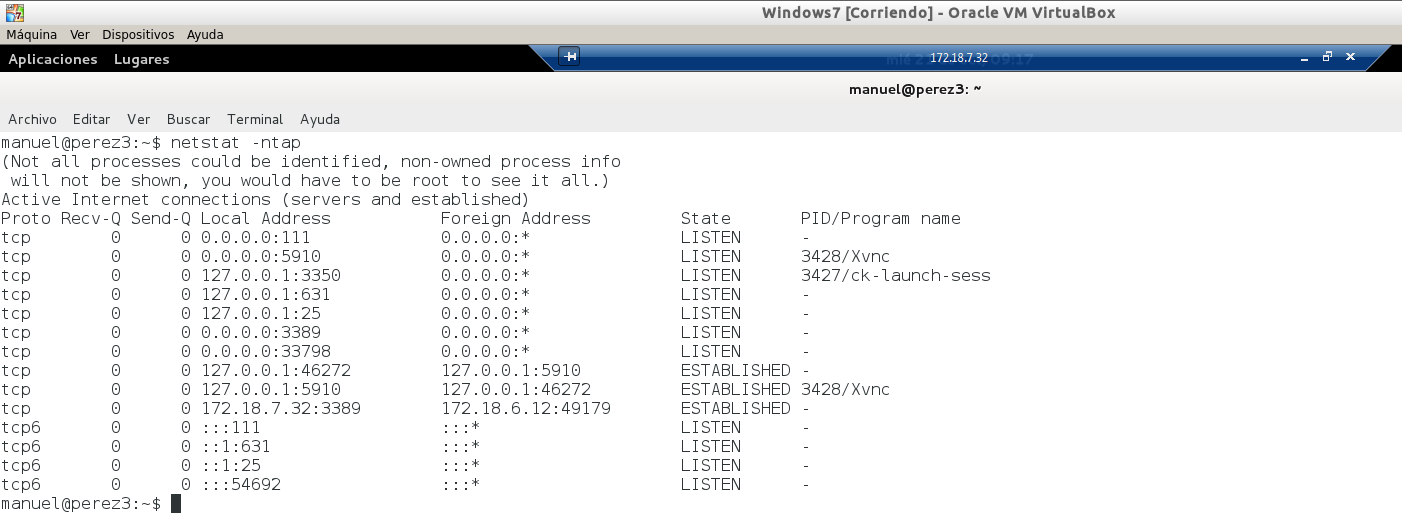 Windows7 [Corriendo] - Oracle VM VirtualBox
Máquina Ver Dispositivos Ayuda
Aplicaciones Lugares 172.18.7.32
manuel@perez3: ~
Archivo Editar Ver Buscar Terminal Ayuda
manuel@perez3:~$ netstat -ntap
(Not all processes could be identified, non-owned process info
 will not be shown, you would have to be root to see it all.)
Active Internet connections (servers and established)
Proto Recv-Q Send-Q Local Address           Foreign Address         State       PID/Program name
tcp        0      0 0.0.0.0:111             0.0.0.0:*               LISTEN      -
tcp        0      0 0.0.0.0:5910            0.0.0.0:*               LISTEN      3428/Xvnc
tcp        0      0 127.0.0.1:3350          0.0.0.0:*               LISTEN      3427/ck-launch-sess
tcp        0      0 127.0.0.1:631           0.0.0.0:*               LISTEN      -
tcp        0      0 127.0.0.1:25            0.0.0.0:*               LISTEN      -
tcp        0      0 0.0.0.0:3389            0.0.0.0:*               LISTEN      -
tcp        0      0 0.0.0.0:33798           0.0.0.0:*               LISTEN      -
tcp        0      0 127.0.0.1:46272         127.0.0.1:5910          ESTABLISHED -
tcp        0      0 127.0.0.1:5910          127.0.0.1:46272         ESTABLISHED 3428/Xvnc
tcp        0      0 172.18.7.32:3389        172.18.6.12:49179       ESTABLISHED -
tcp6       0      0 :::111                  :::*                    LISTEN      -
tcp6       0      0 ::1:631                 :::*                    LISTEN      -
tcp6       0      0 ::1:25                  :::*                    LISTEN      -
tcp6       0      0 :::54692                :::*                    LISTEN      -
manuel@perez3:~$